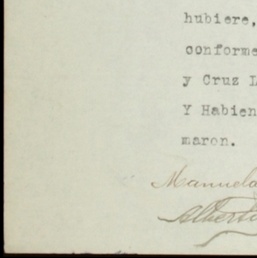 hubiere,
conforme
y Cruz L
Y Habien
maron.
Manuela
Alberto